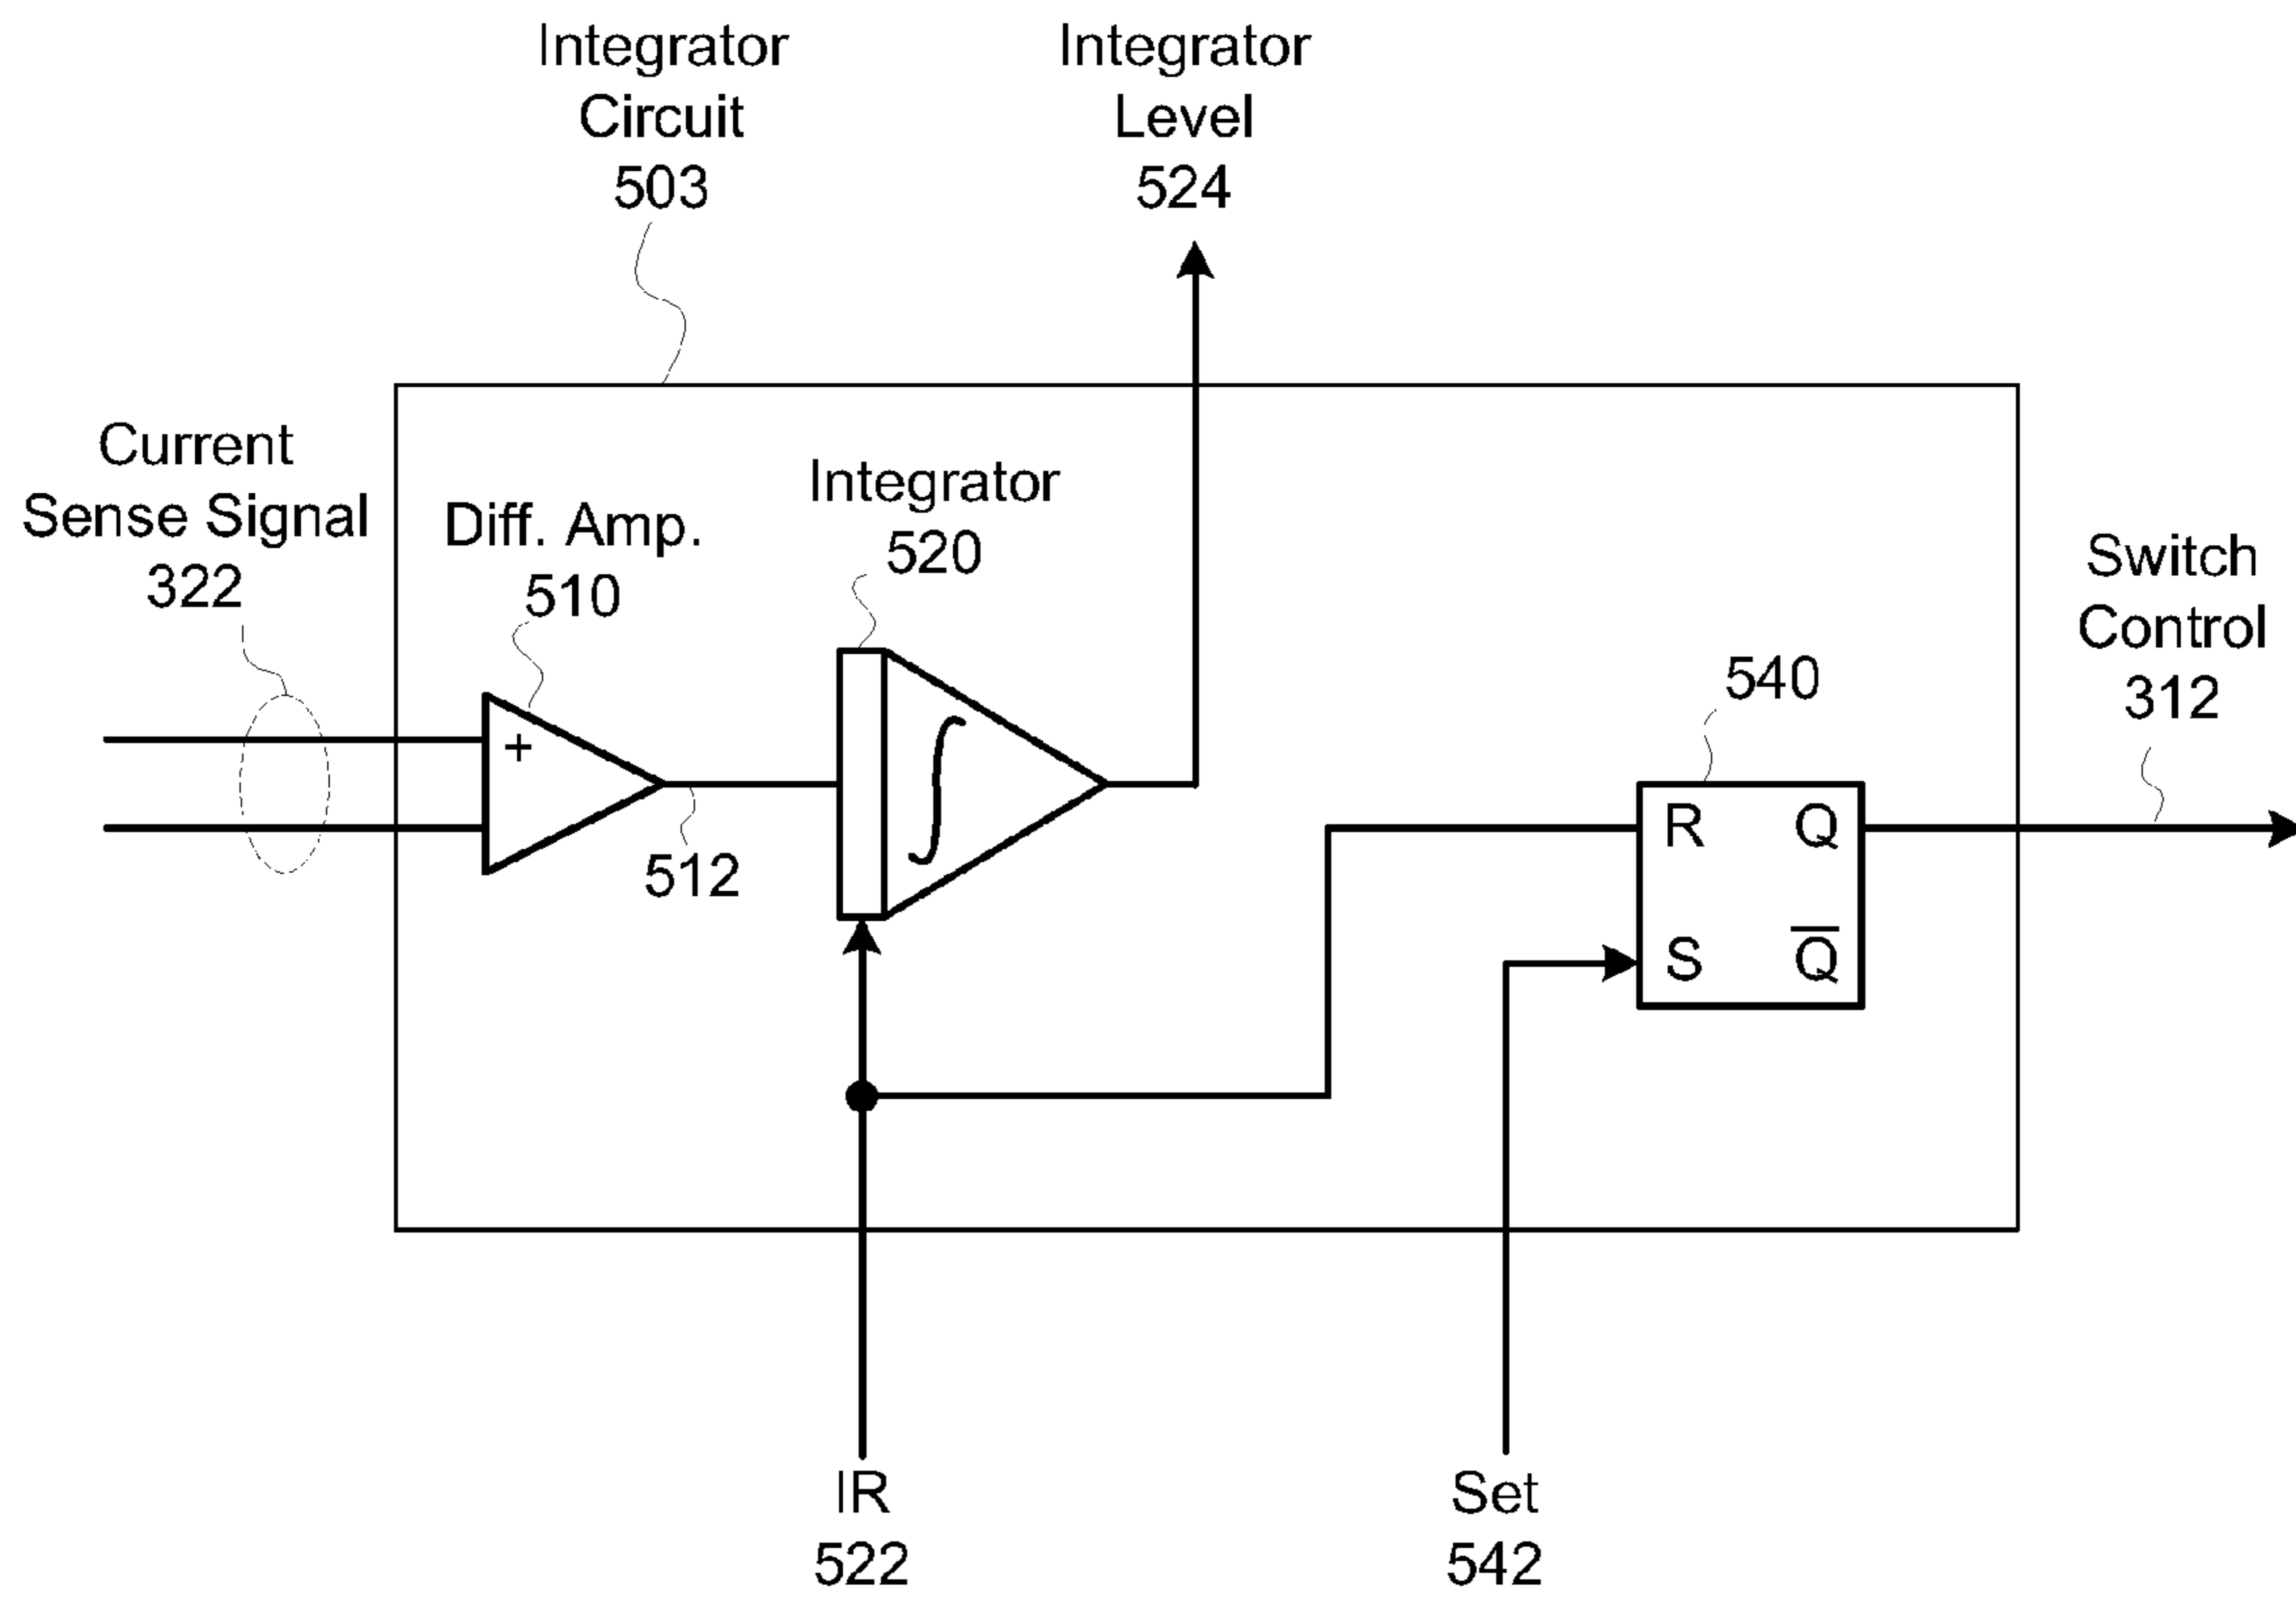 Integrator
Circuit
503
Integrator
Level
524
Current
Sense Signal
322
Diff. Amp.
510
Integrator
520
+
512
540
R Q
S Q̅
Switch
Control
312
IR
522
Set
542